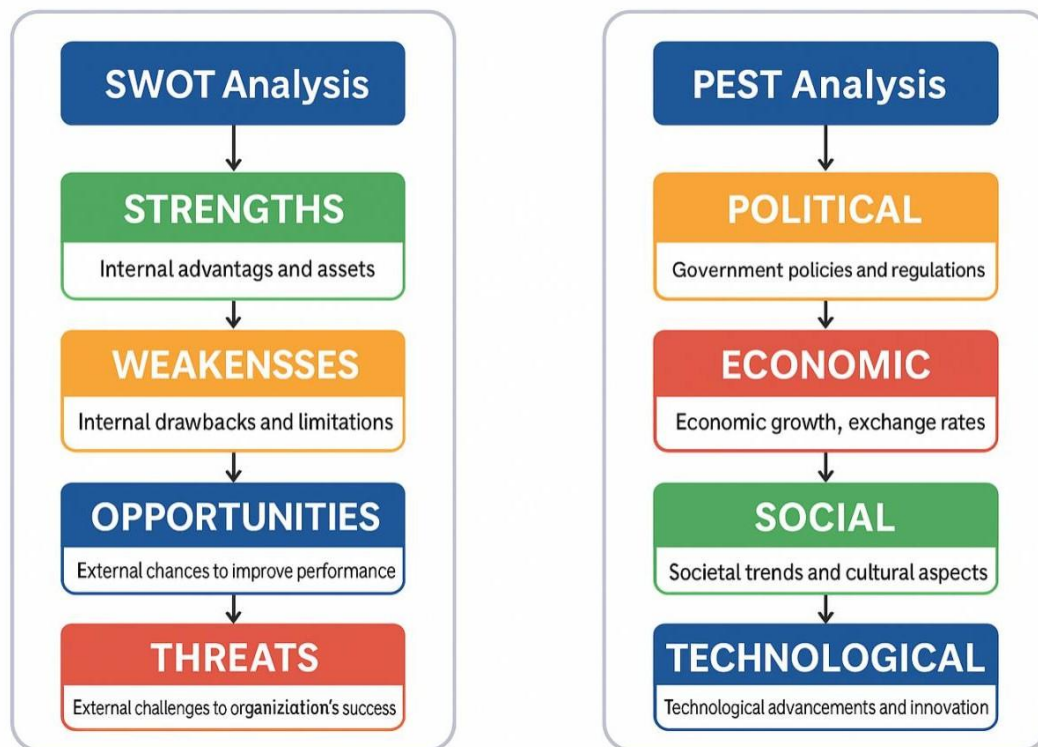 SWOT Analysis
STRENGTHS
Internal advantags and assets
WEAKENSSES
Internal drawbacks and limitations
OPPORTUNITIES
External chances to improve performance
THREATS
External challenges to organiziation's success
PEST Analysis
POLITICAL
Government policies and regulations
ECONOMIC
Economic growth, exchange rates
SOCIAL
Societal trends and cultural aspects
TECHNOLOGICAL
Technological advancements and innovation